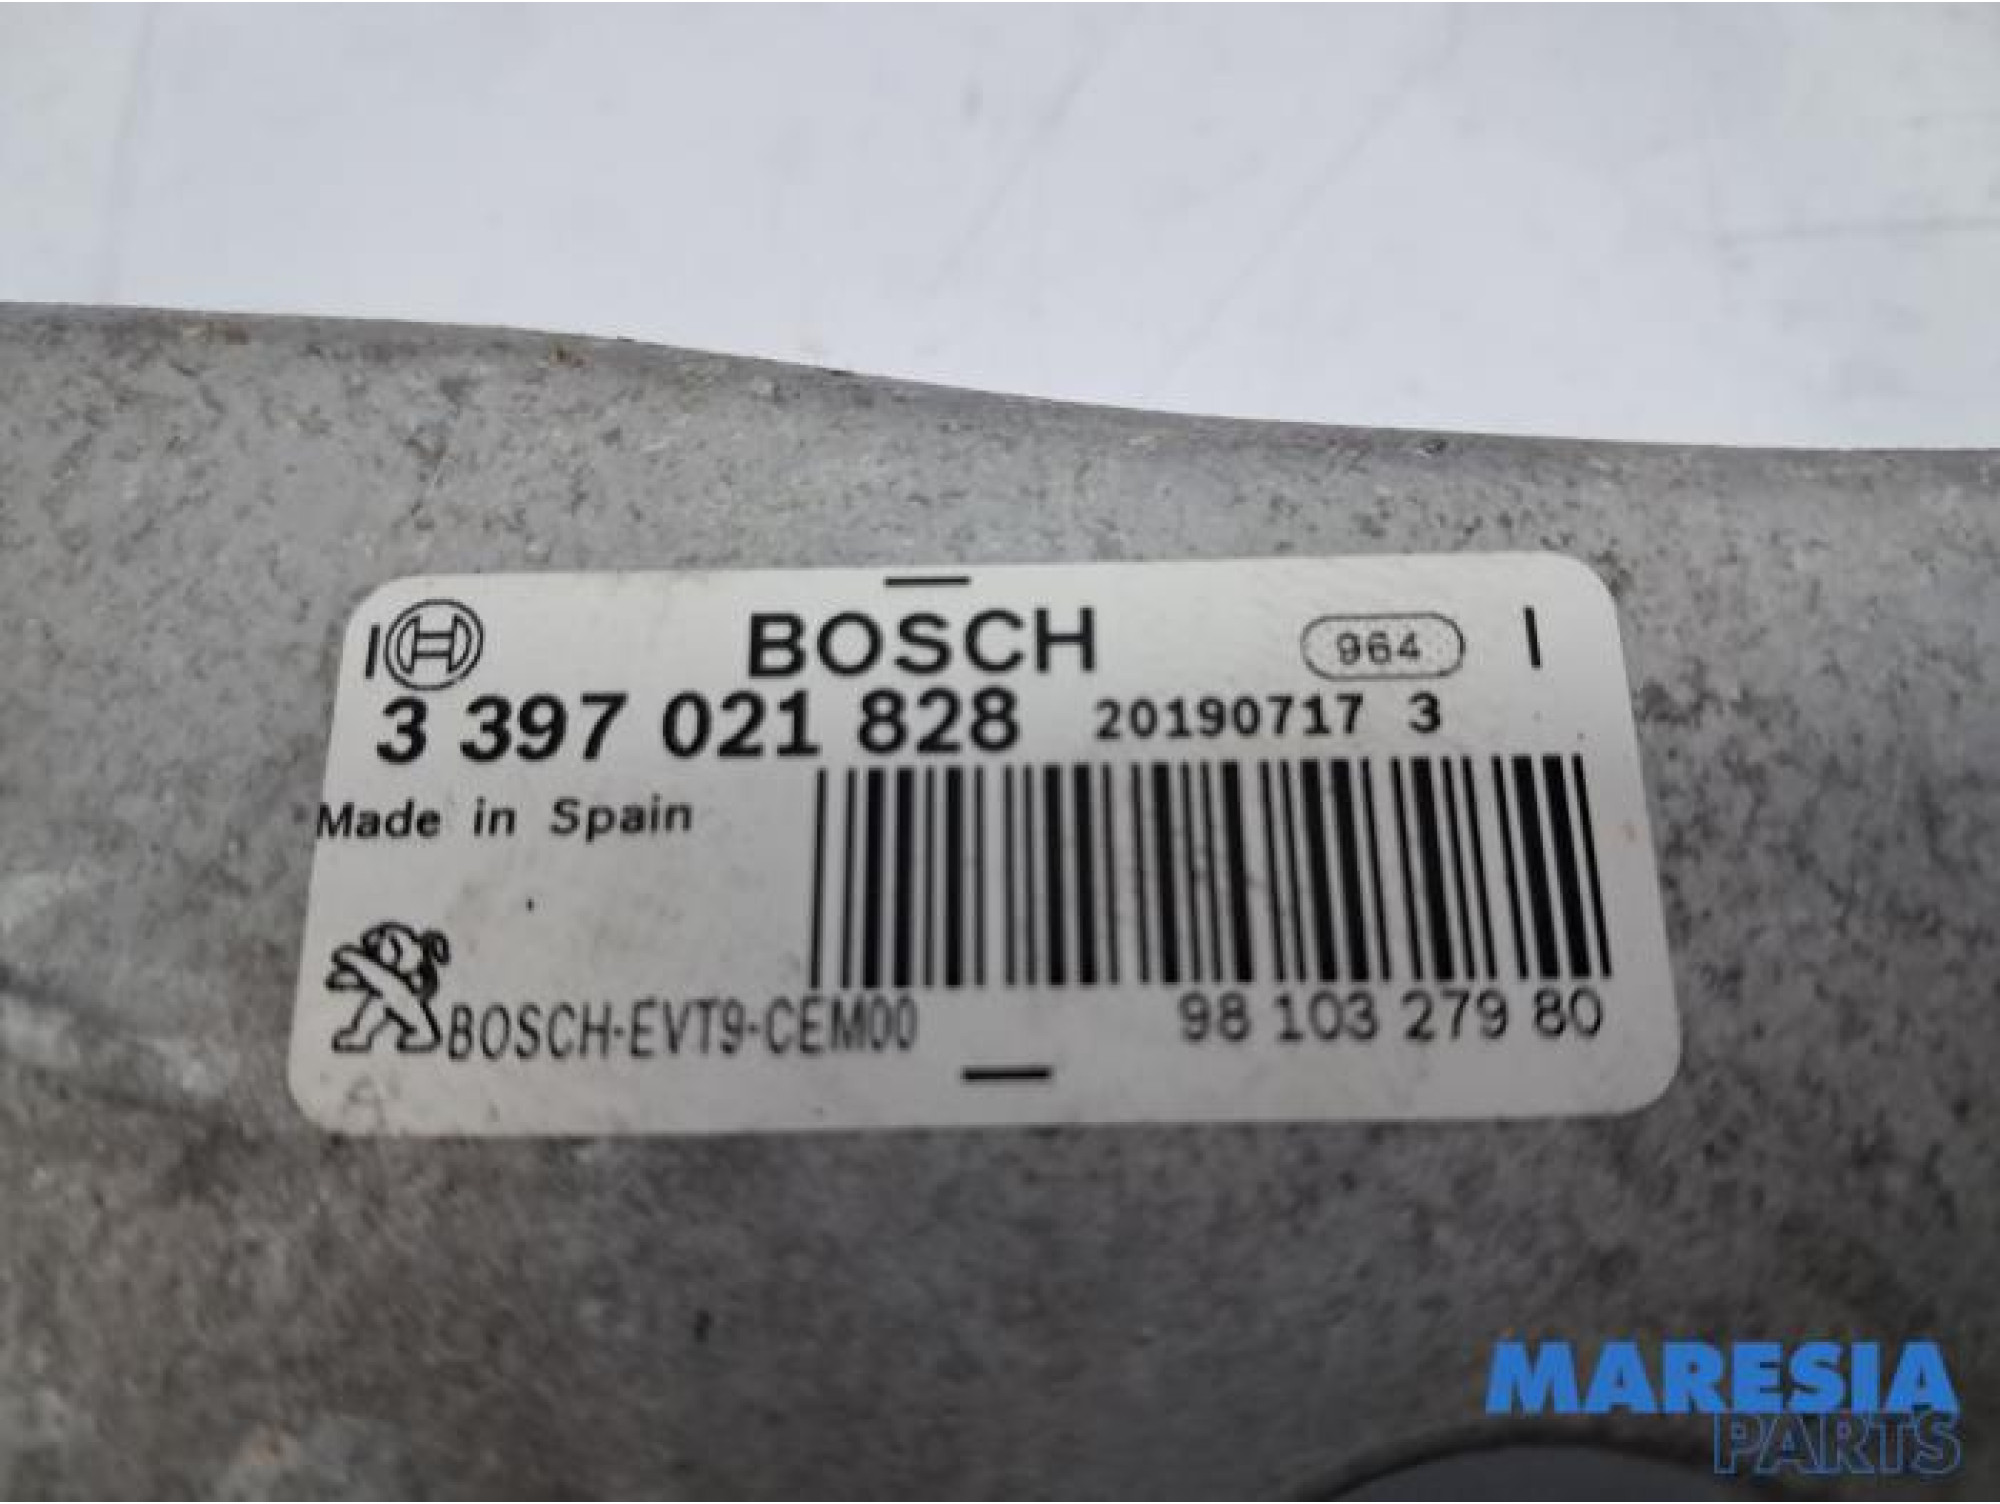 BOSCH 964
3 397 021 828 20190717 3
Made in Spain
BOSCH-EVT9-CEM00 98 103 279 80
MARESIA
PARTS